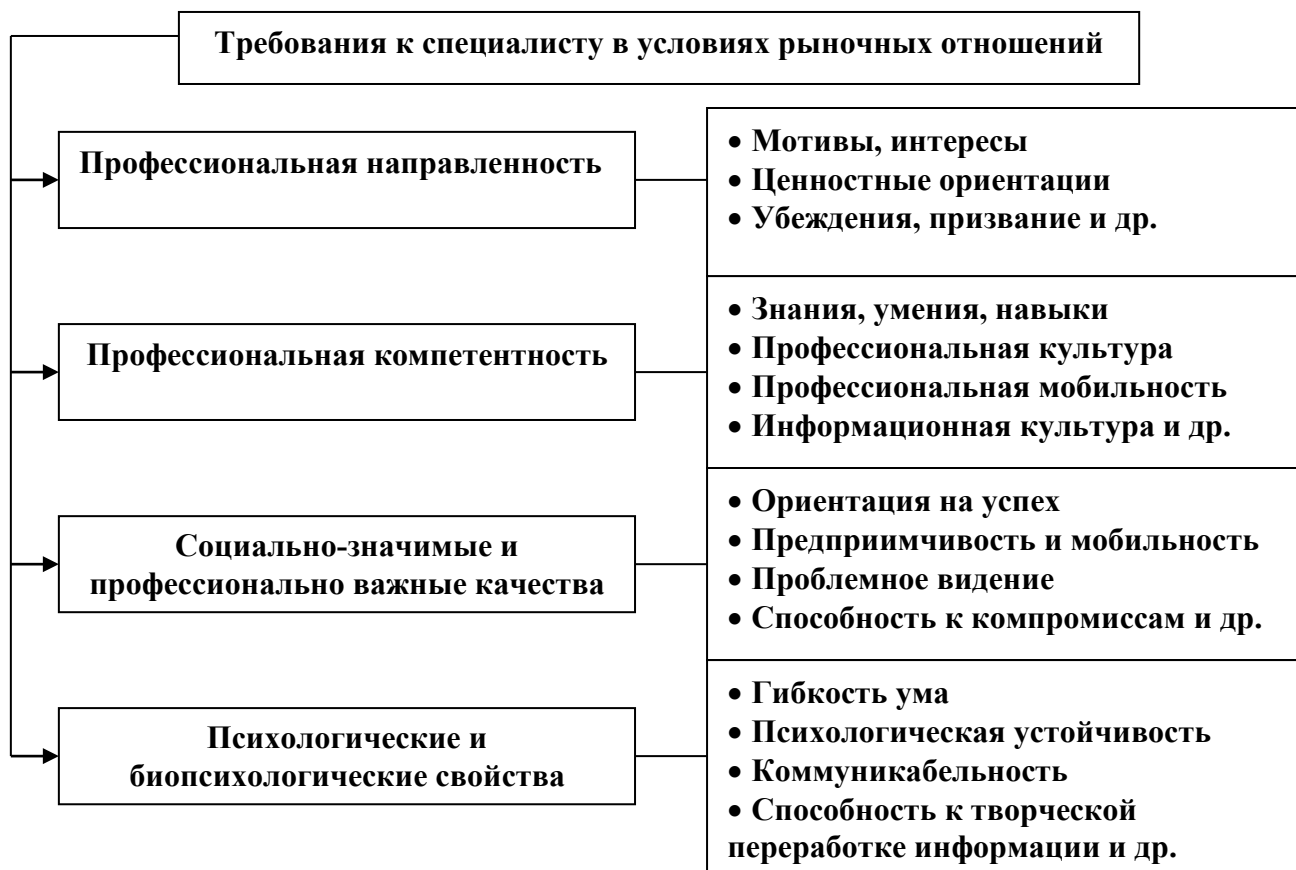 Требования к специалисту в условиях рыночных отношений
Профессиональная направленность
• Мотивы, интересы
• Ценностные ориентации
• Убеждения, призвание и др.
Профессиональная компетентность
• Знания, умения, навыки
• Профессиональная культура
• Профессиональная мобильность
• Информационная культура и др.
Социально-значимые и
профессионально важные качества
• Ориентация на успех
• Предприимчивость и мобильность
• Проблемное видение
• Способность к компромиссам и др.
Психологические и
биопсихологические свойства
• Гибкость ума
• Психологическая устойчивость
• Коммуникабельность
• Способность к творческой
переработке информации и др.